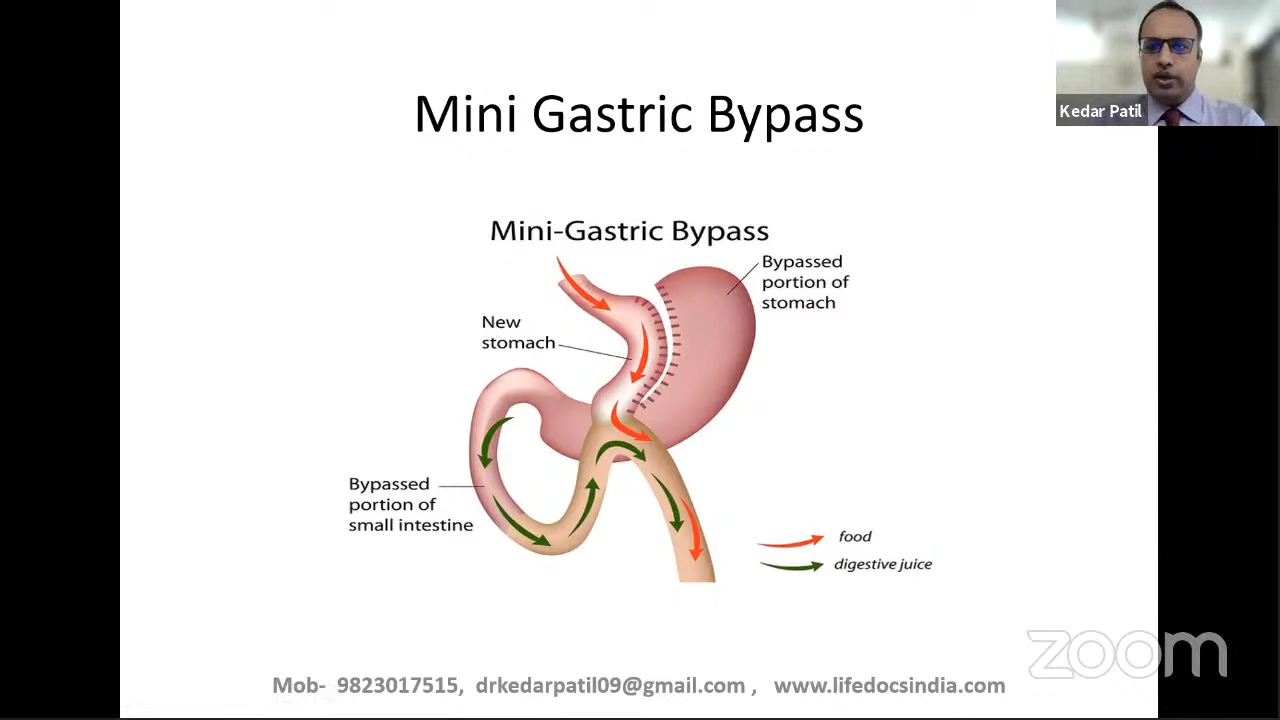 Mini Gastric Bypass
Kedar Patil
Mini-Gastric Bypass
Bypassed
portion of
stomach
New
stomach
Bypassed
portion of
small intestine
food
digestive juice
zoom
Mob- 9823017515, drkedarpatil09@gmail.com , www.lifedocsindia.com